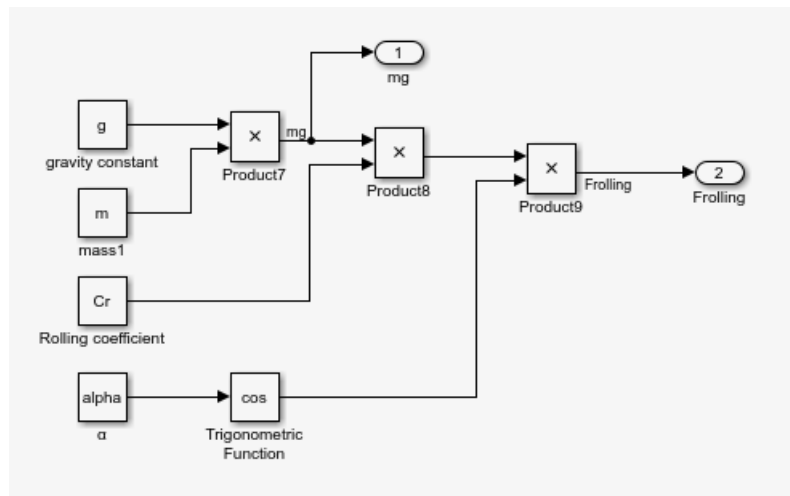 1
mg
g
gravity constant
×
Product7
mg
×
Product8
×
Product9
Frolling
2
Frolling
m
mass1
Cr
Rolling coefficient
alpha
α
cos
Trigonometric
Function